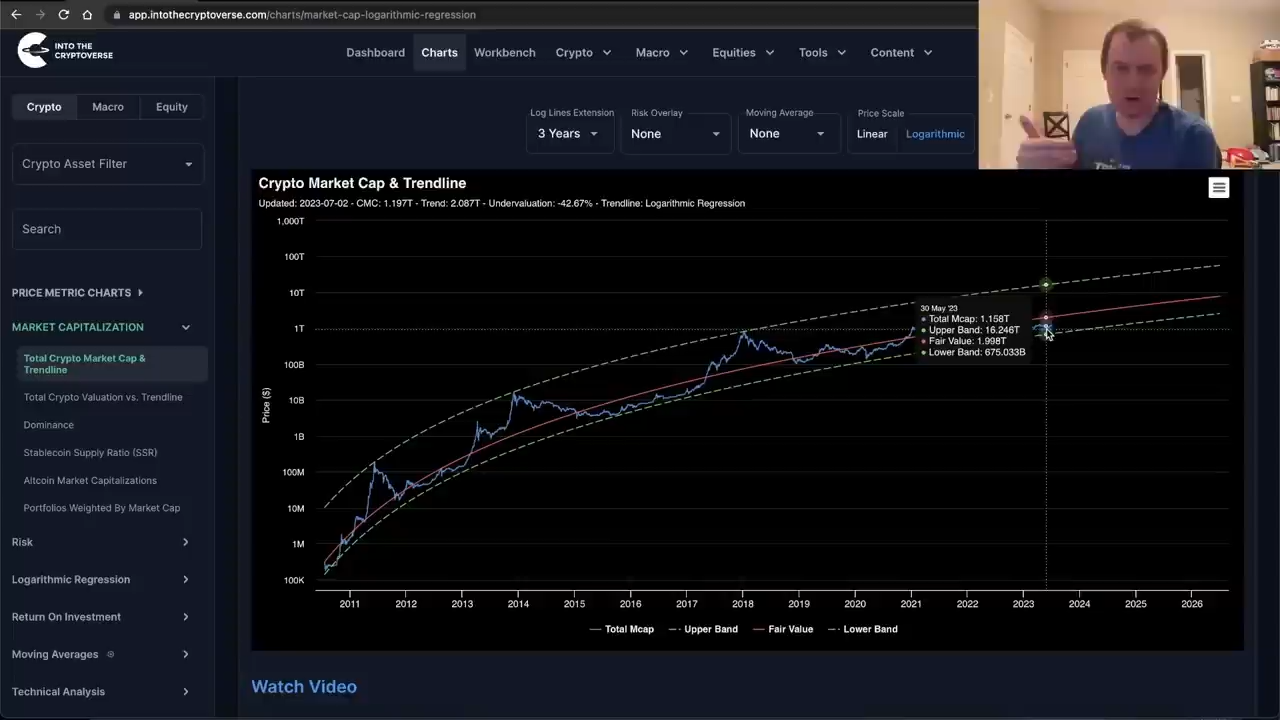 app.intothecryptoverse.com/charts/market-cap-logarithmic-regression
INTO THE
CRYPTOVERSE
Dashboard
Charts
Workbench
Crypto
Macro
Equities
Tools
Content
Crypto
Macro
Equity
Crypto Asset Filter
Search
PRICE METRIC CHARTS
MARKET CAPITALIZATION
Total Crypto Market Cap &
Trendline
Total Crypto Valuation vs. Trendline
Dominance
Stablecoin Supply Ratio (SSR)
Altcoin Market Capitalizations
Portfolios Weighted By Market Cap
Risk
Logarithmic Regression
Return On Investment
Moving Averages
Technical Analysis
Log Lines Extension
3 Years
Risk Overlay
None
Moving Average
None
Price Scale
Linear
Logarithmic
Crypto Market Cap & Trendline
Updated: 2023-07-02 - CMC: 1.197T - Trend: 2.087T - Undervaluation: -42.67% - Trendline: Logarithmic Regression
Price ($)
1,000T
100T
10T
1T
100B
10B
1B
100M
10M
1M
100K
30 May '23
Total Mcap: 1.158T
Upper Band: 16.246T
Fair Value: 1.998T
Lower Band: 675.033B
2011
2012
2013
2014
2015
2016
2017
2018
2019
2020
2021
2022
2023
2024
2025
2026
Total Mcap
Upper Band
Fair Value
Lower Band
Watch Video